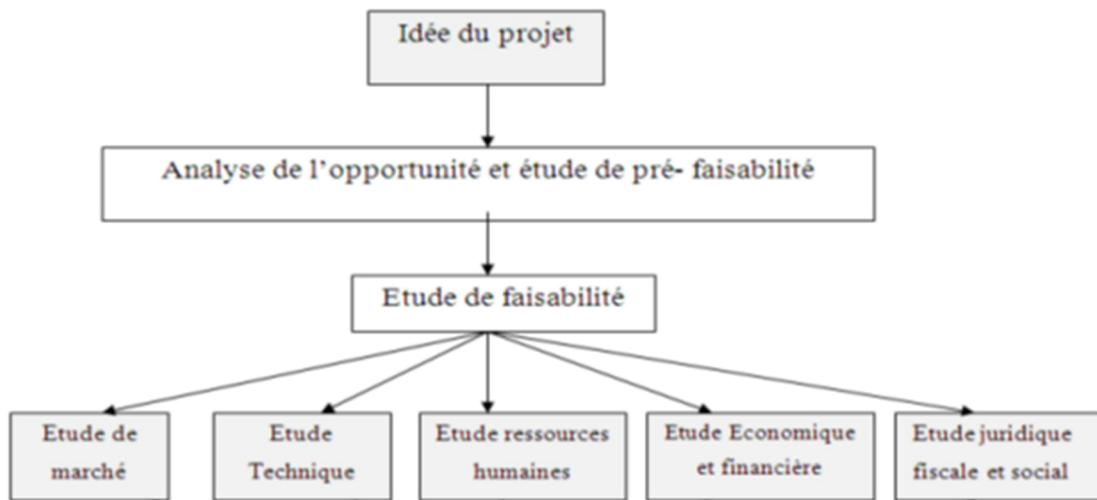 Idée du projet
Analyse de l'opportunité et étude de pré- faisabilité
Etude de faisabilité
Etude de
marché
Etude
Technique
Etude ressources
humaines
Etude Economique
et financière
Etude juridique
fiscale et social